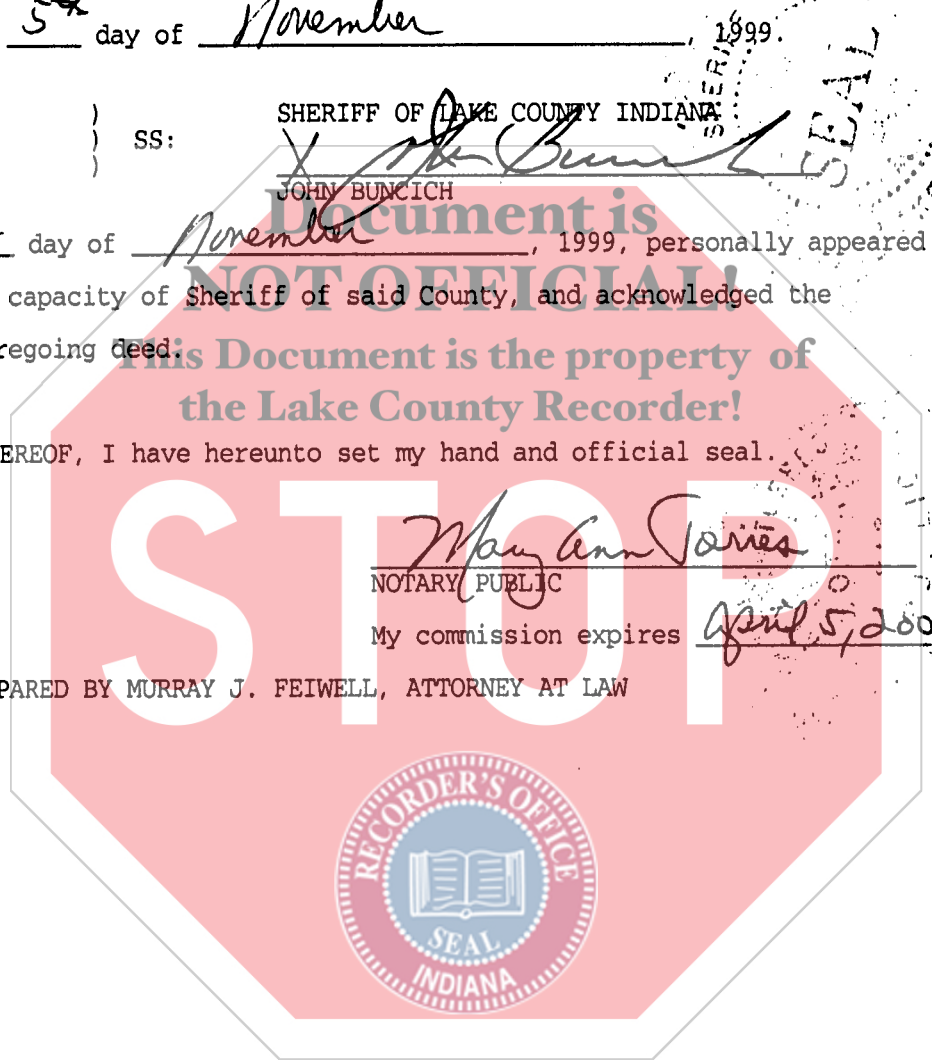 5th day of November, 1999.
SHERIFF
SEAL
) SHERIFF OF LAKE COUNTY INDIANA
) SS: X John Buncich
) JOHN BUNCICH
Document is
day of November, 1999, personally appeared
NOT OFFICIAL!
capacity of Sheriff of said County, and acknowledged the
regoing deed.
This Document is the property of
the Lake County Recorder!
EREOF, I have hereunto set my hand and official seal.
STOP
Mary Ann Torres
NOTARY PUBLIC
My commission expires April 5, 200
PARED BY MURRAY J. FEIWELL, ATTORNEY AT LAW
RECORDER'S OFFICE
SEAL
INDIANA